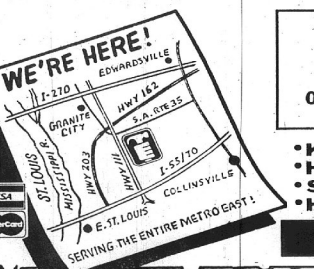 WE'RE HERE!
EDWARDSVILLE
I-270
HWY 162
GRANITE CITY
S.A. RTE 35
ST. LOUIS
MISSISSIPPI R.
HWY 203
HWY 111
I-55/70
COLLINSVILLE
E. ST. LOUIS
SERVING THE ENTIRE METRO EAST!